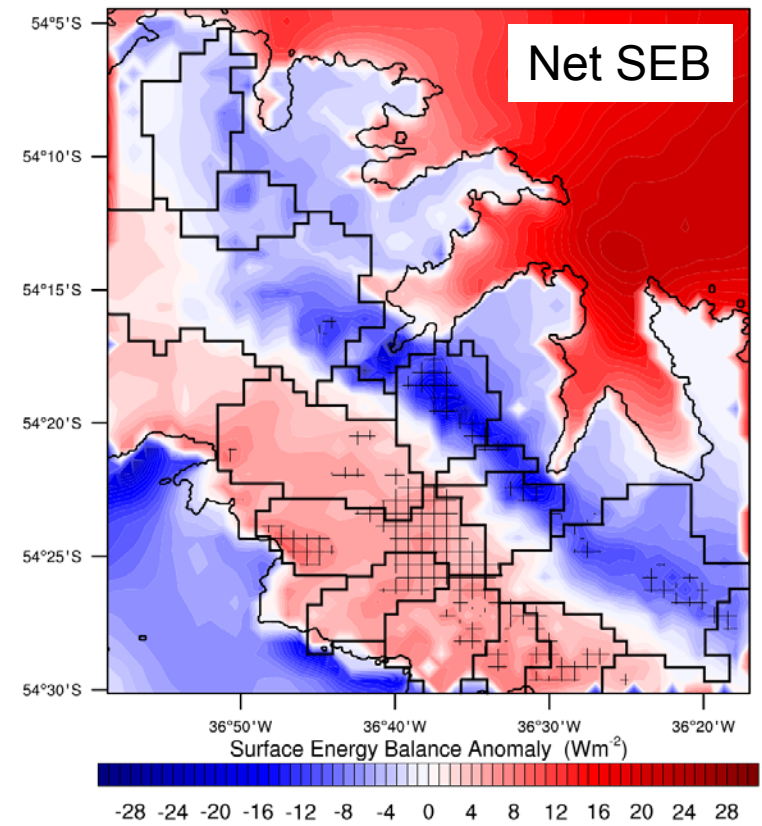 Net SEB
54°5'S
54°10'S
54°15'S
54°20'S
54°25'S
54°30'S
36°50'W 36°40'W 36°30'W 36°20'W
Surface Energy Balance Anomaly (Wm⁻²)
-28 -24 -20 -16 -12 -8 -4 0 4 8 12 16 20 24 28